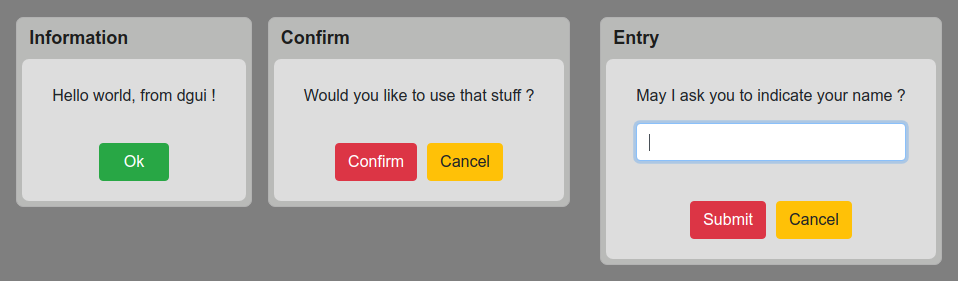 Information
Hello world, from dgui !
Ok
Confirm
Would you like to use that stuff ?
Confirm Cancel
Entry
May I ask you to indicate your name ?
Submit Cancel